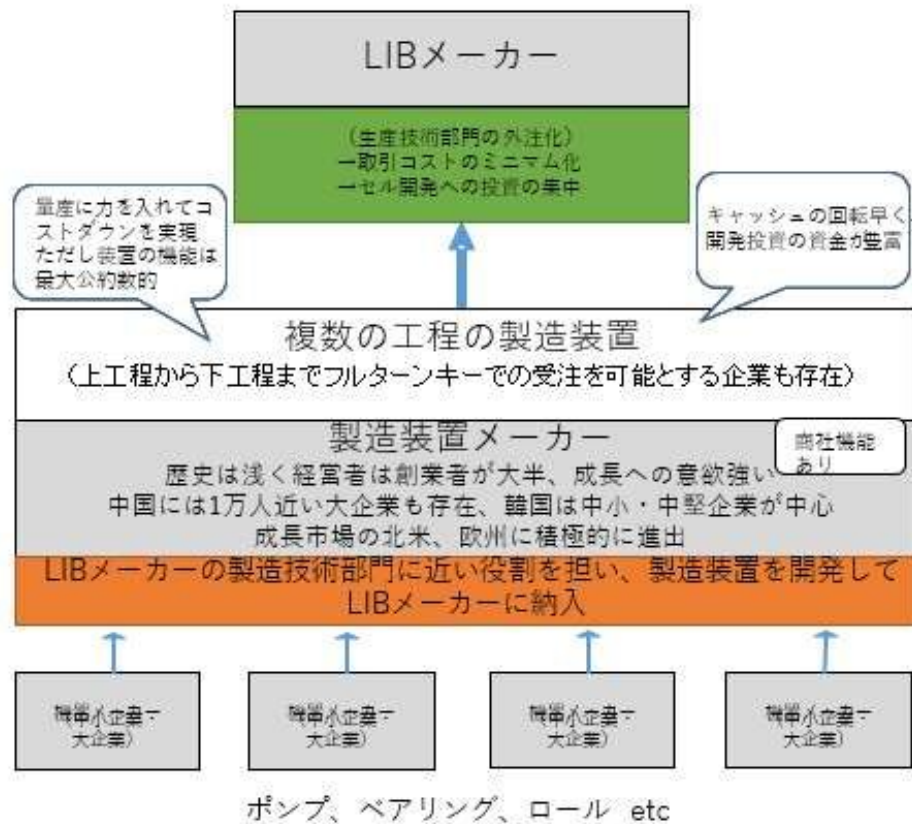 LIBメーカー
（生産技術部門の外注化）
→取引コストのミニマム化
→セル開発への投資の集中
量産に力を入れてコ
ストダウンを実現
ただし装置の機能は
最大公約数的
キャッシュの回転早く
開発投資の資金が豊富
複数の工程の製造装置
（上工程から下工程までフルターンキーでの受注を可能とする企業も存在）
製造装置メーカー
商社機能
あり
歴史は浅く経営者は創業者が大半、成長への意欲強い
中国には1万人近い大企業も存在、韓国は中小・中堅企業が中心
成長市場の北米、欧州に積極的に進出
LIBメーカーの製造技術部門に近い役割を担い、製造装置を開発して
LIBメーカーに納入
大企業）
大企業）
大企業）
大企業）
ポンプ、ベアリング、ロール etc